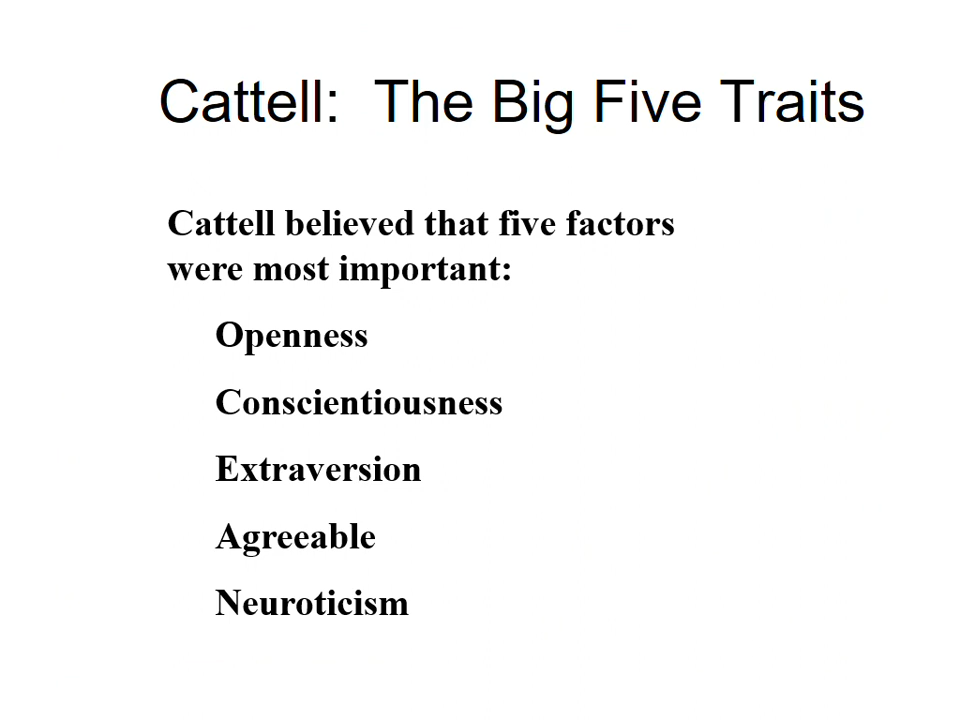 Cattell: The Big Five Traits
Cattell believed that five factors
were most important:
Openness
Conscientiousness
Extraversion
Agreeable
Neuroticism